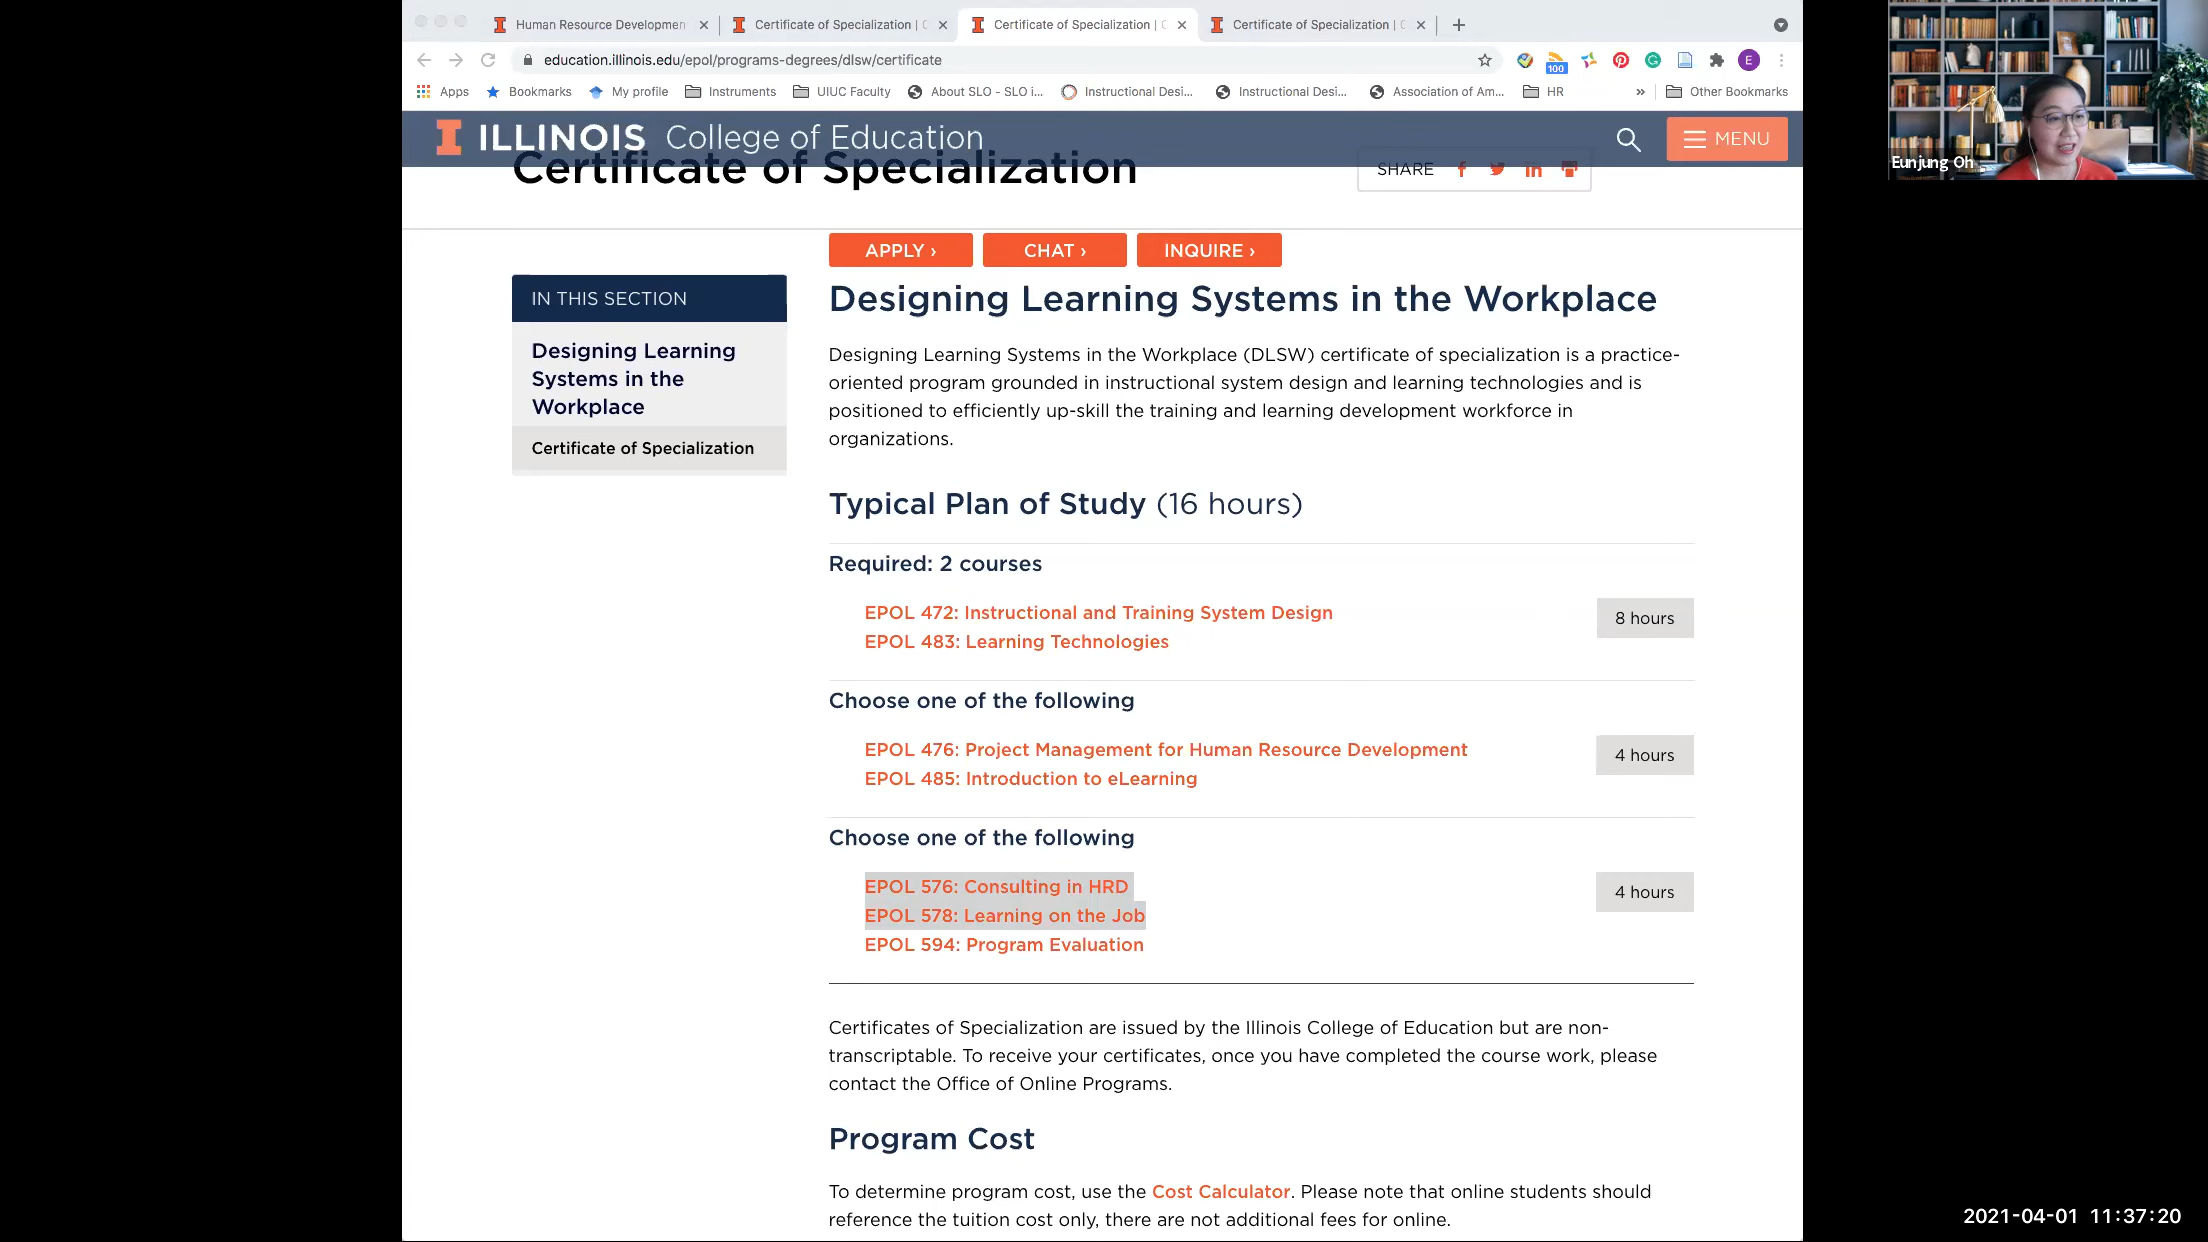 Human Resource Developmen
Certificate of Specialization |
Certificate of Specialization |
Certificate of Specialization |
education.illinois.edu/epol/programs-degrees/dlsw/certificate
100
E
Apps
Bookmarks
My profile
Instruments
UIUC Faculty
About SLO - SLO i...
Instructional Desi...
Instructional Desi...
Association of Am...
HR
»
Other Bookmarks
I ILLINOIS College of Education
MENU
Certificate of Specialization
SHARE
APPLY ›
CHAT ›
INQUIRE ›
IN THIS SECTION
Designing Learning
Systems in the
Workplace
Certificate of Specialization
Designing Learning Systems in the Workplace
Designing Learning Systems in the Workplace (DLSW) certificate of specialization is a practice-
oriented program grounded in instructional system design and learning technologies and is
positioned to efficiently up-skill the training and learning development workforce in
organizations.
Typical Plan of Study (16 hours)
Required: 2 courses
EPOL 472: Instructional and Training System Design
8 hours
EPOL 483: Learning Technologies
Choose one of the following
EPOL 476: Project Management for Human Resource Development
4 hours
EPOL 485: Introduction to eLearning
Choose one of the following
EPOL 576: Consulting in HRD
4 hours
EPOL 578: Learning on the Job
EPOL 594: Program Evaluation
Certificates of Specialization are issued by the Illinois College of Education but are non-
transcriptable. To receive your certificates, once you have completed the course work, please
contact the Office of Online Programs.
Program Cost
To determine program cost, use the Cost Calculator. Please note that online students should
reference the tuition cost only, there are not additional fees for online.
Eunjung Oh
2021-04-01 11:37:20